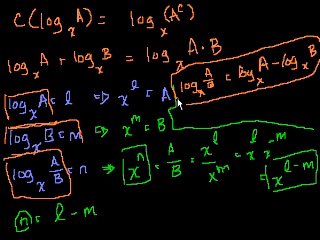 C(log_x A) = log_x (A^C)
log_x A + log_x B = log_x A · B
log_x A/B = log_x A - log_x B
log_x A = l ⇒ x^l = A
log_x B = m ⇒ x^m = B
log_x A/B = n ⇒ x^n = A/B = x^l/x^m = x^l x^-m
= x^l-m
n = l - m